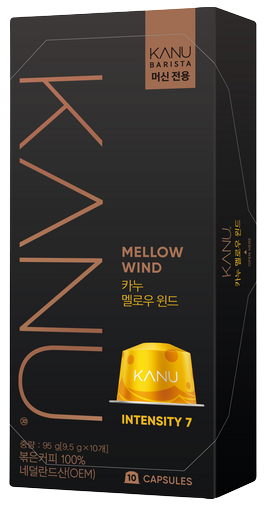 KANU
BARISTA
머신 전용
KANU®
MELLOW
WIND
카누
멜로우 윈드
KANU
INTENSITY 7
중량 : 95 g[9.5 g×10개]
볶은커피 100%
네덜란드산(OEM)
10 CAPSULES
KANU
카누 멜로우 윈드